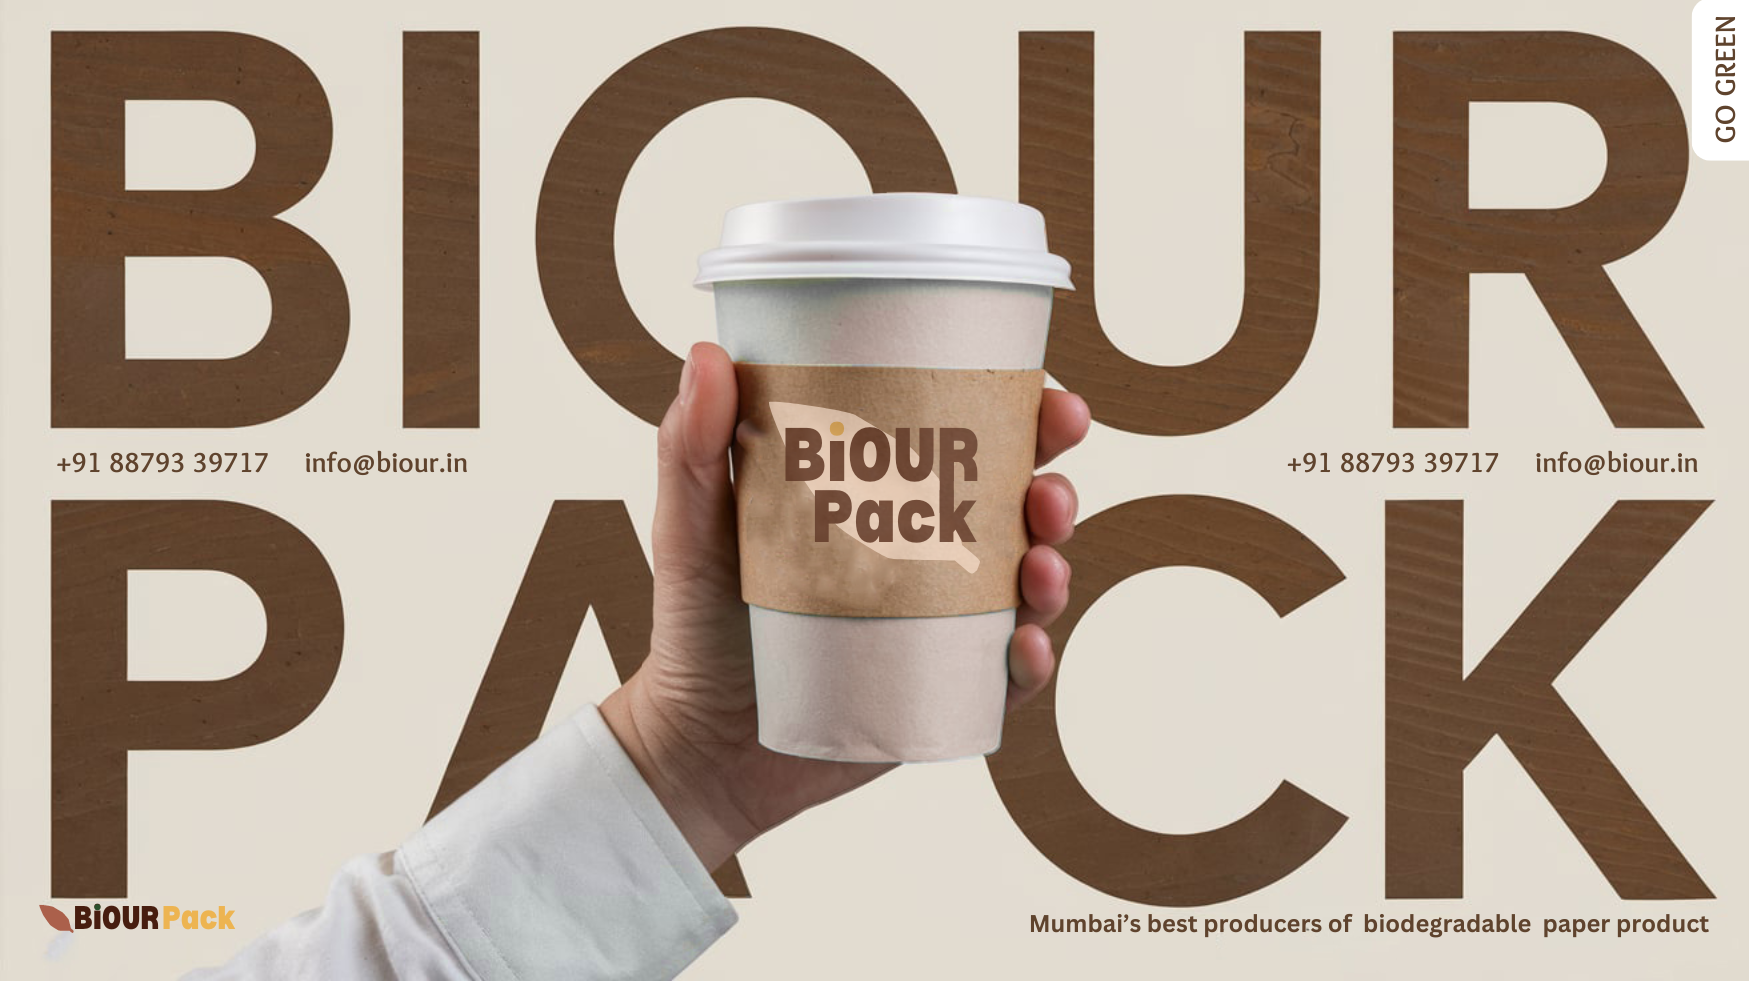 GO GREEN
BIOUR
+91 88793 39717 info@biour.in
+91 88793 39717 info@biour.in
BiOUR
Pack
PACK
BiOUR Pack
Mumbai’s best producers of biodegradable paper product